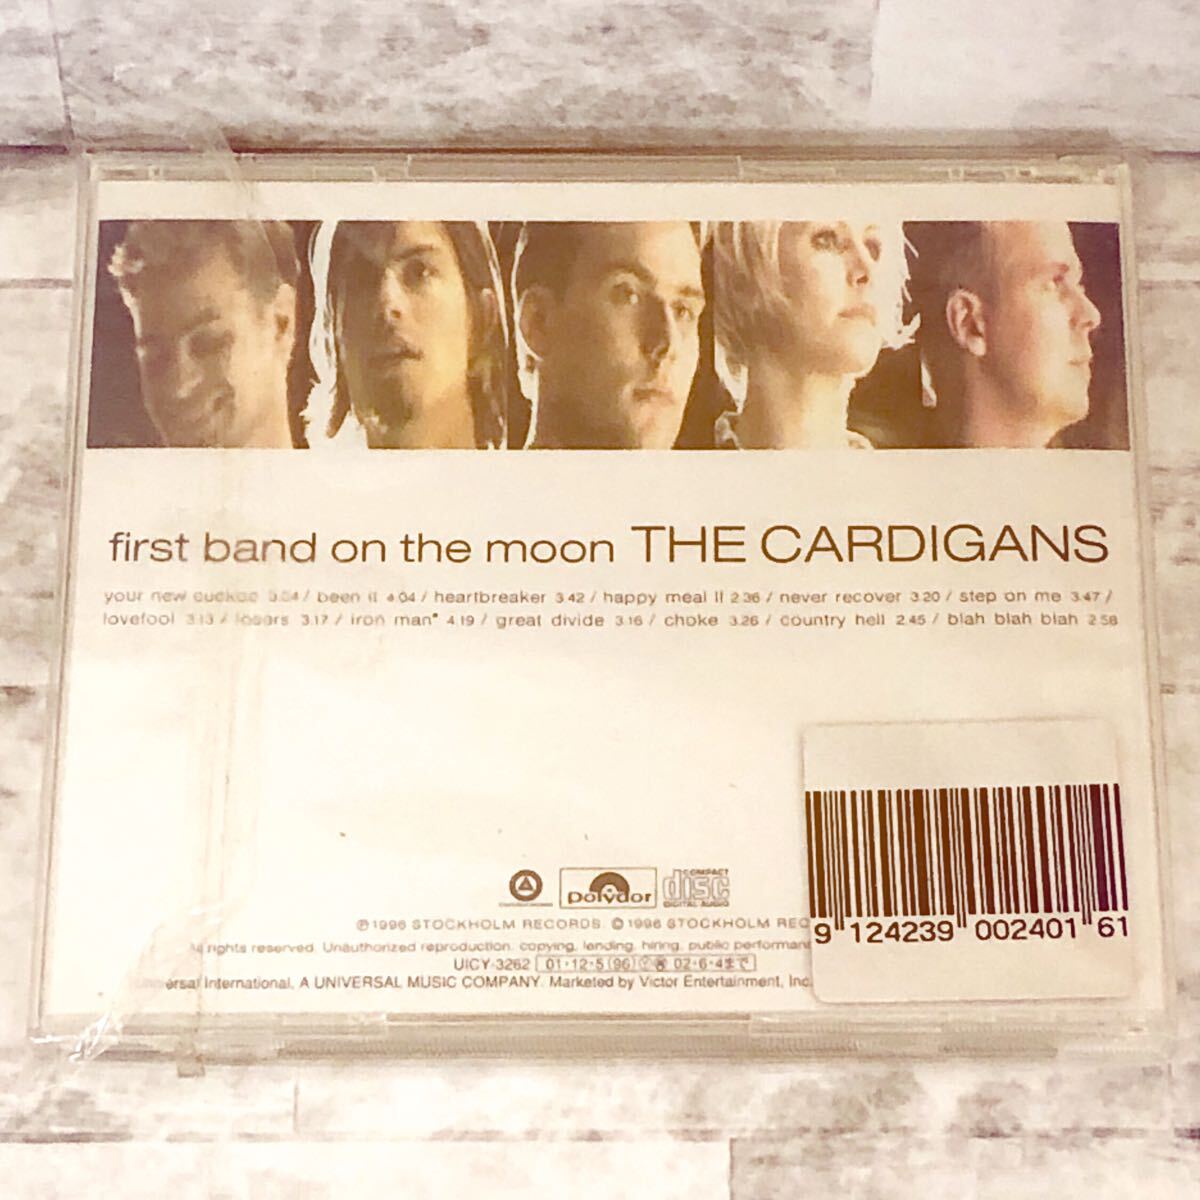 first band on the moon THE CARDIGANS
your new cuckoo 3.54 / been it 4.04 / heartbreaker 3.42 / happy meal II 2.36 / never recover 3.20 / step on me 3.47 /
lovefool 3.13 / losers 3.17 / iron man* 4.19 / great divide 3.16 / choke 3.26 / country hell 2.45 / blah blah blah 2.58
Polydor COMPACT disc DIGITAL AUDIO
℗1996 STOCKHOLM RECORDS. ©1996 STOCKHOLM REC
All rights reserved. Unauthorized reproduction, copying, lending, hiring, public performan
UICY-3262 01·12·5 (96) 02·6·4まで
Universal International, A UNIVERSAL MUSIC COMPANY. Marketed by Victor Entertainment, Inc.
9 124239 002401 61